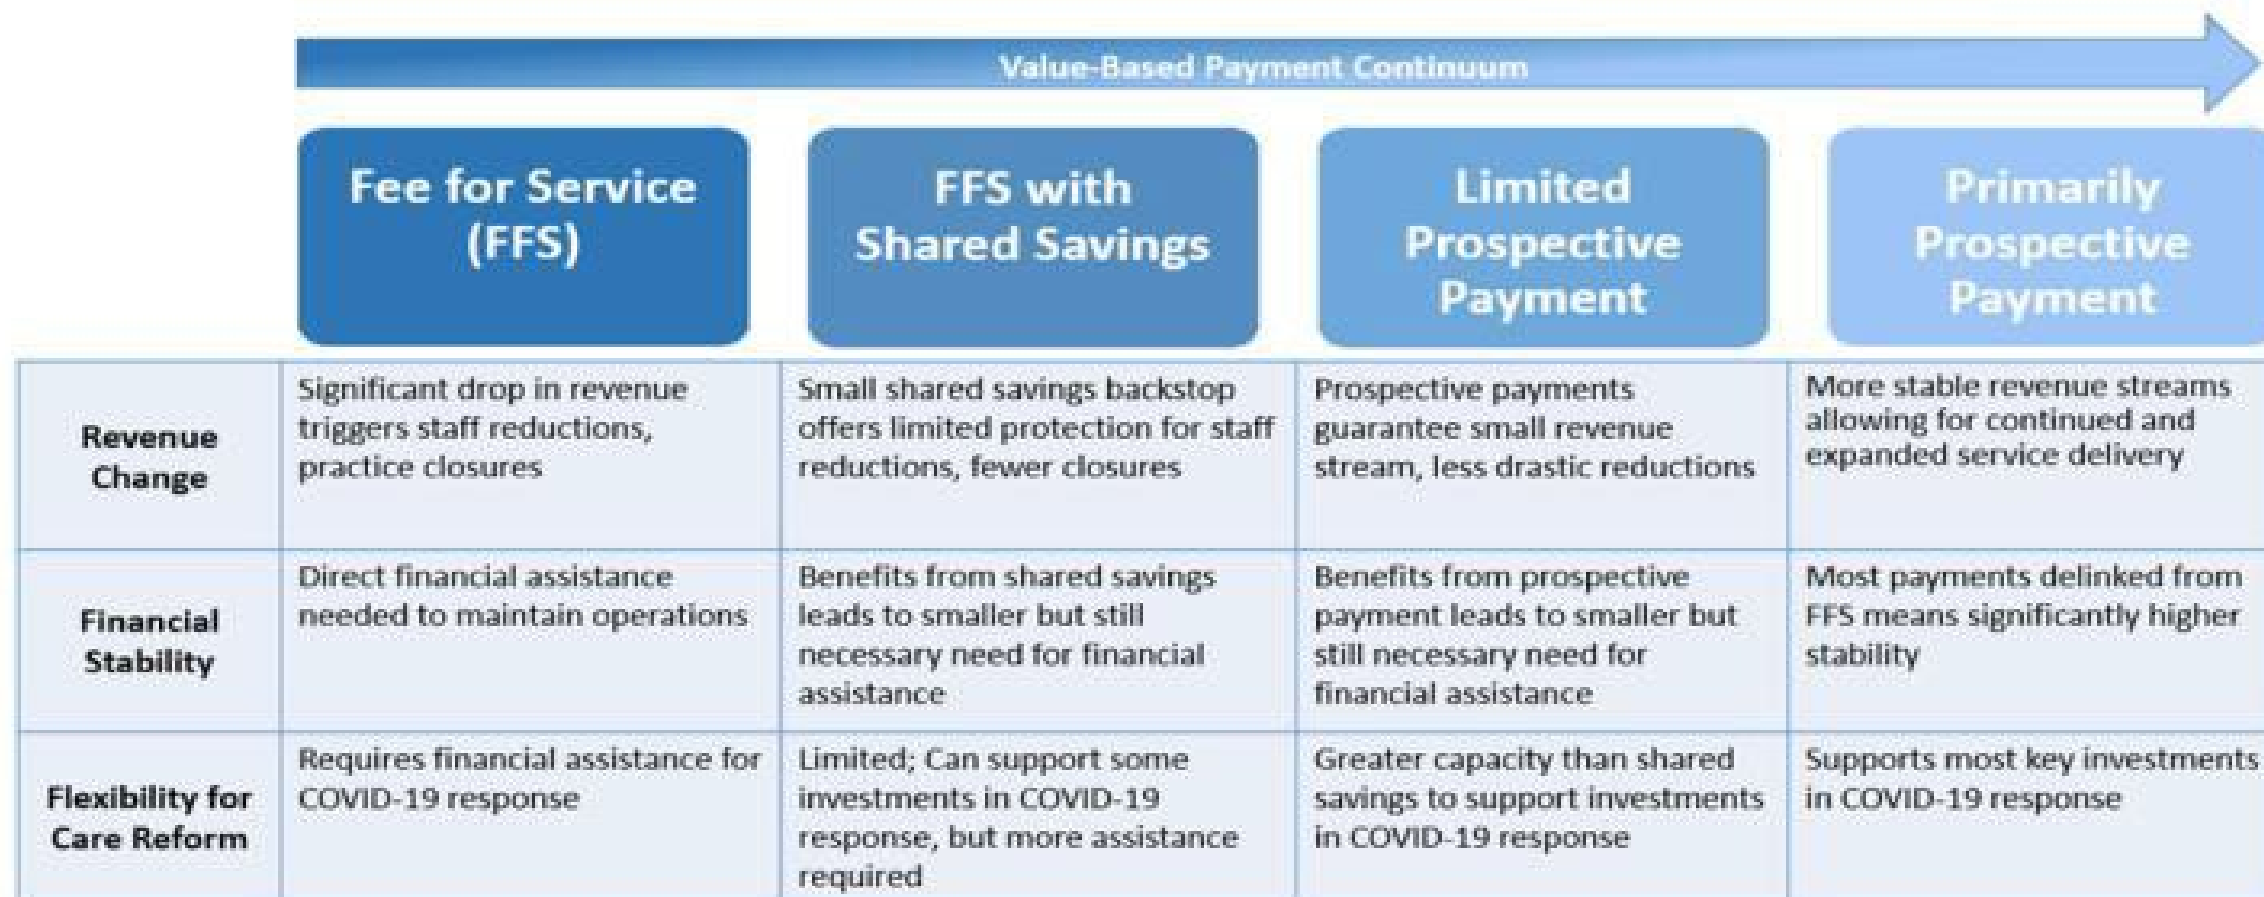 Value-Based Payment Continuum
Fee for Service
(FFS)
FFS with
Shared Savings
Limited
Prospective
Payment
Primarily
Prospective
Payment
Revenue
Change
Significant drop in revenue
triggers staff reductions,
practice closures
Small shared savings backstop
offers limited protection for staff
reductions, fewer closures
Prospective payments
guarantee small revenue
stream, less drastic reductions
More stable revenue streams
allowing for continued and
expanded service delivery
Financial
Stability
Direct financial assistance
needed to maintain operations
Benefits from shared savings
leads to smaller but still
necessary need for financial
assistance
Benefits from prospective
payment leads to smaller but
still necessary need for
financial assistance
Most payments delinked from
FFS means significantly higher
stability
Flexibility for
Care Reform
Requires financial assistance for
COVID-19 response
Limited; Can support some
investments in COVID-19
response, but more assistance
required
Greater capacity than shared
savings to support investments
in COVID-19 response
Supports most key investments
in COVID-19 response